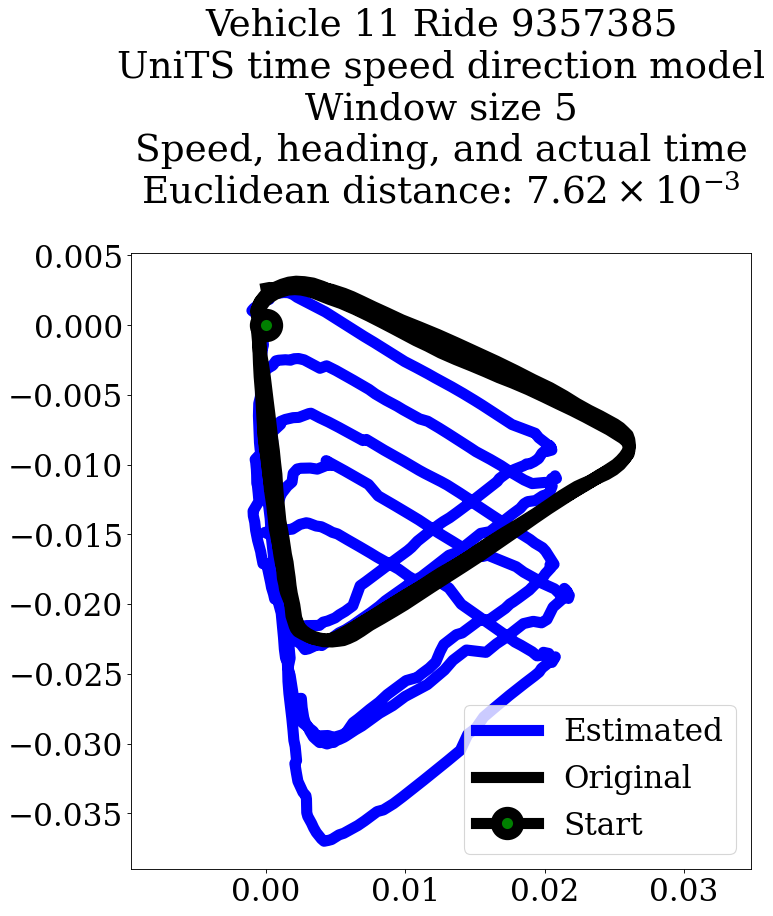 Vehicle 11 Ride 9357385
UniTS time speed direction model
Window size 5
Speed, heading, and actual time
Euclidean distance: $7.62 \times 10^{-3}$
0.005
0.000
−0.005
−0.010
−0.015
−0.020
−0.025
−0.030
−0.035
Estimated
Original
Start
0.00 0.01 0.02 0.03